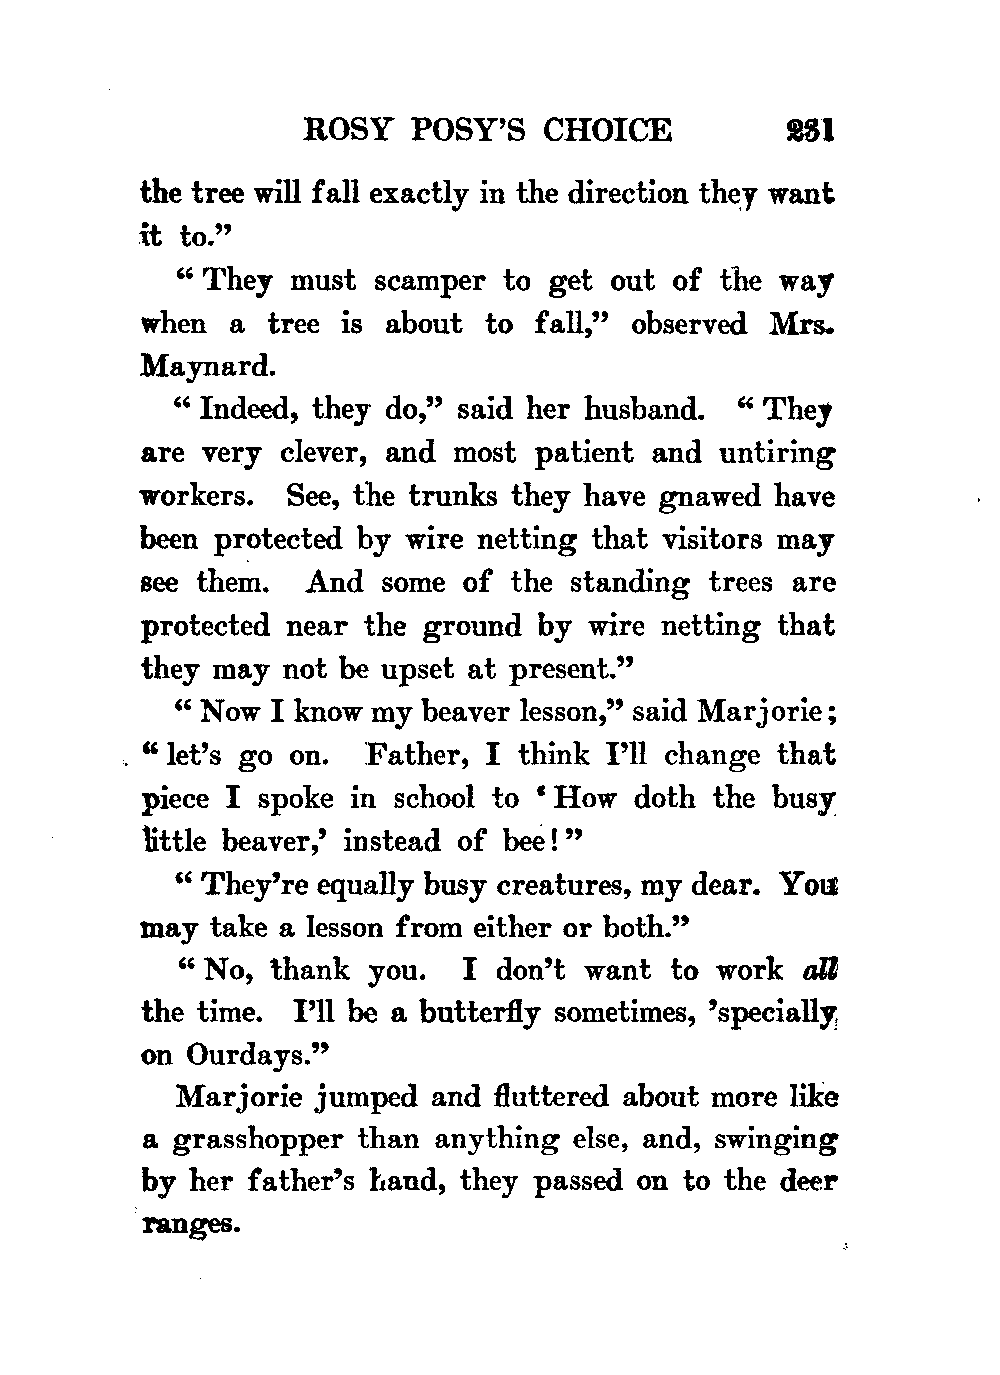 ROSY POSY'S CHOICE 231
the tree will fall exactly in the direction they want
it to."
" They must scamper to get out of the way
when a tree is about to fall," observed Mrs.
Maynard.
" Indeed, they do," said her husband. " They
are very clever, and most patient and untiring
workers. See, the trunks they have gnawed have
been protected by wire netting that visitors may
see them. And some of the standing trees are
protected near the ground by wire netting that
they may not be upset at present."
" Now I know my beaver lesson," said Marjorie;
" let's go on. Father, I think I'll change that
piece I spoke in school to ' How doth the busy
little beaver,' instead of bee!"
" They're equally busy creatures, my dear. You
may take a lesson from either or both."
" No, thank you. I don't want to work all
the time. I'll be a butterfly sometimes, 'specially
on Ourdays."
Marjorie jumped and fluttered about more like
a grasshopper than anything else, and, swinging
by her father's hand, they passed on to the deer
ranges.